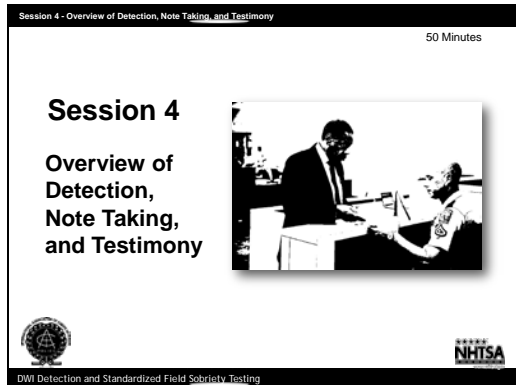 Session 4 - Overview of Detection, Note Taking, and Testimony
50 Minutes
Session 4
Overview of
Detection,
Note Taking,
and Testimony
NHTSA
DWI Detection and Standardized Field Sobriety Testing